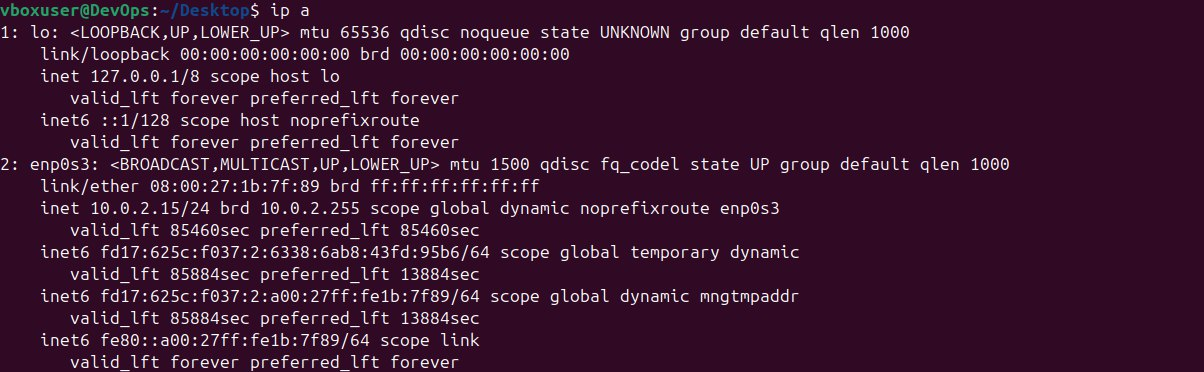 vboxuser@DevOps:~/Desktop$ ip a
1: lo: <LOOPBACK,UP,LOWER_UP> mtu 65536 qdisc noqueue state UNKNOWN group default qlen 1000
    link/loopback 00:00:00:00:00:00 brd 00:00:00:00:00:00
    inet 127.0.0.1/8 scope host lo
       valid_lft forever preferred_lft forever
    inet6 ::1/128 scope host noprefixroute
       valid_lft forever preferred_lft forever
2: enp0s3: <BROADCAST,MULTICAST,UP,LOWER_UP> mtu 1500 qdisc fq_codel state UP group default qlen 1000
    link/ether 08:00:27:1b:7f:89 brd ff:ff:ff:ff:ff:ff
    inet 10.0.2.15/24 brd 10.0.2.255 scope global dynamic noprefixroute enp0s3
       valid_lft 85460sec preferred_lft 85460sec
    inet6 fd17:625c:f037:2:6338:6ab8:43fd:95b6/64 scope global temporary dynamic
       valid_lft 85884sec preferred_lft 13884sec
    inet6 fd17:625c:f037:2:a00:27ff:fe1b:7f89/64 scope global dynamic mngtmpaddr
       valid_lft 85884sec preferred_lft 13884sec
    inet6 fe80::a00:27ff:fe1b:7f89/64 scope link
       valid_lft forever preferred_lft forever